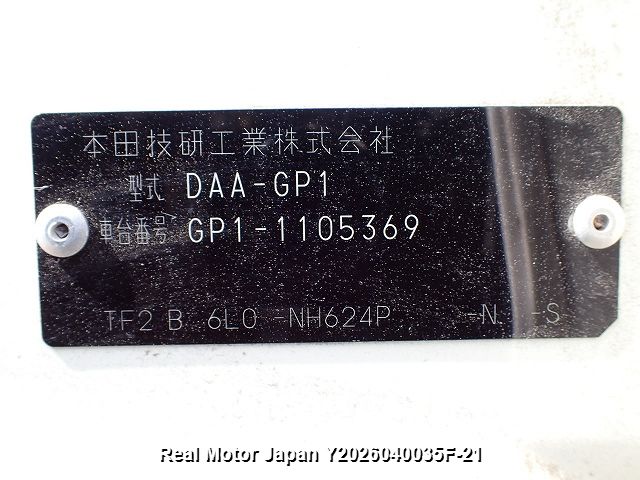 本田技研工業株式会社
型式 DAA-GP1
車台番号 GP1-1105369
TF2 B 6L0 -NH624P -N -S
Real Motor Japan Y2026040035F-21